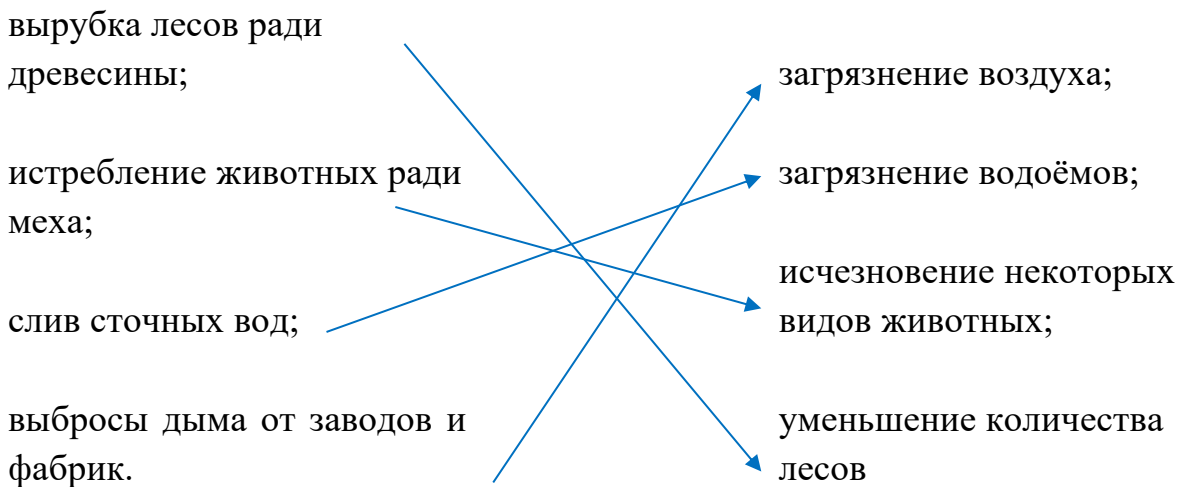 вырубка лесов ради
древесины;
истребление животных ради
меха;
слив сточных вод;
выбросы дыма от заводов и
фабрик.
загрязнение воздуха;
загрязнение водоёмов;
исчезновение некоторых
видов животных;
уменьшение количества
лесов